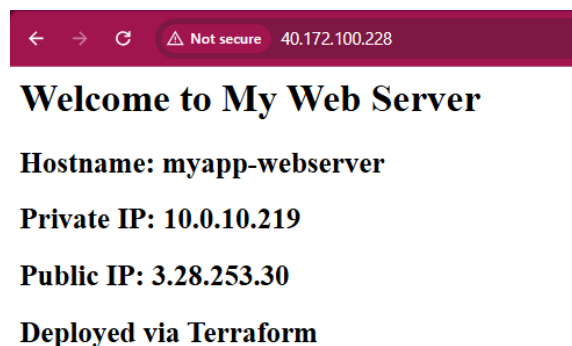 Not secure 40.172.100.228
Welcome to My Web Server
Hostname: myapp-webserver
Private IP: 10.0.10.219
Public IP: 3.28.253.30
Deployed via Terraform